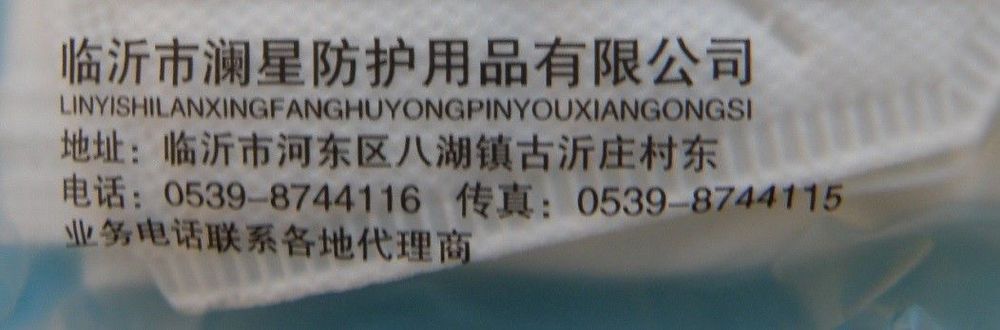 临沂市澜星防护用品有限公司
LINYISHILANXINGFANGHUYONGPINYOUXIANGONGSI
地址：临沂市河东区八湖镇古沂庄村东
电话：0539-8744116 传真：0539-8744115
业务电话联系各地代理商